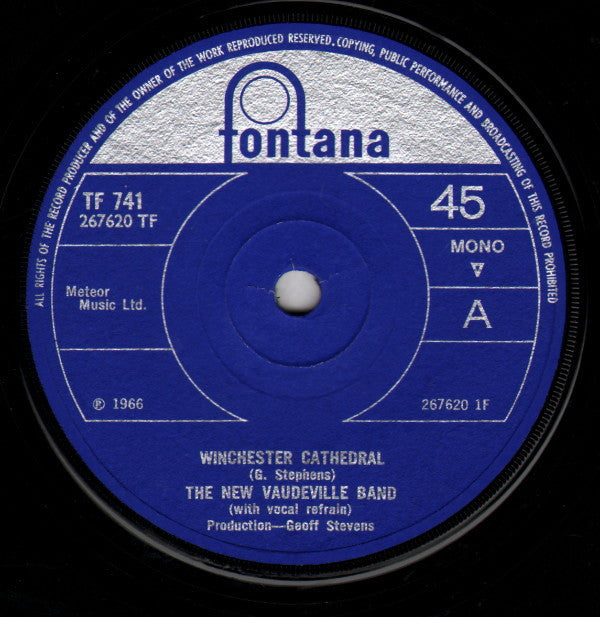 ALL RIGHTS OF THE RECORD PRODUCER AND OF THE OWNER OF THE WORK REPRODUCED RESERVED. COPYING, PUBLIC PERFORMANCE AND BROADCASTING OF THIS RECORD PROHIBITED
fontana
TF 741
267620 TF
45
MONO
A
Meteor
Music Ltd.
℗ 1966
267620 1F
WINCHESTER CATHEDRAL
(G. Stephens)
THE NEW VAUDEVILLE BAND
(with vocal refrain)
Production—Geoff Stevens